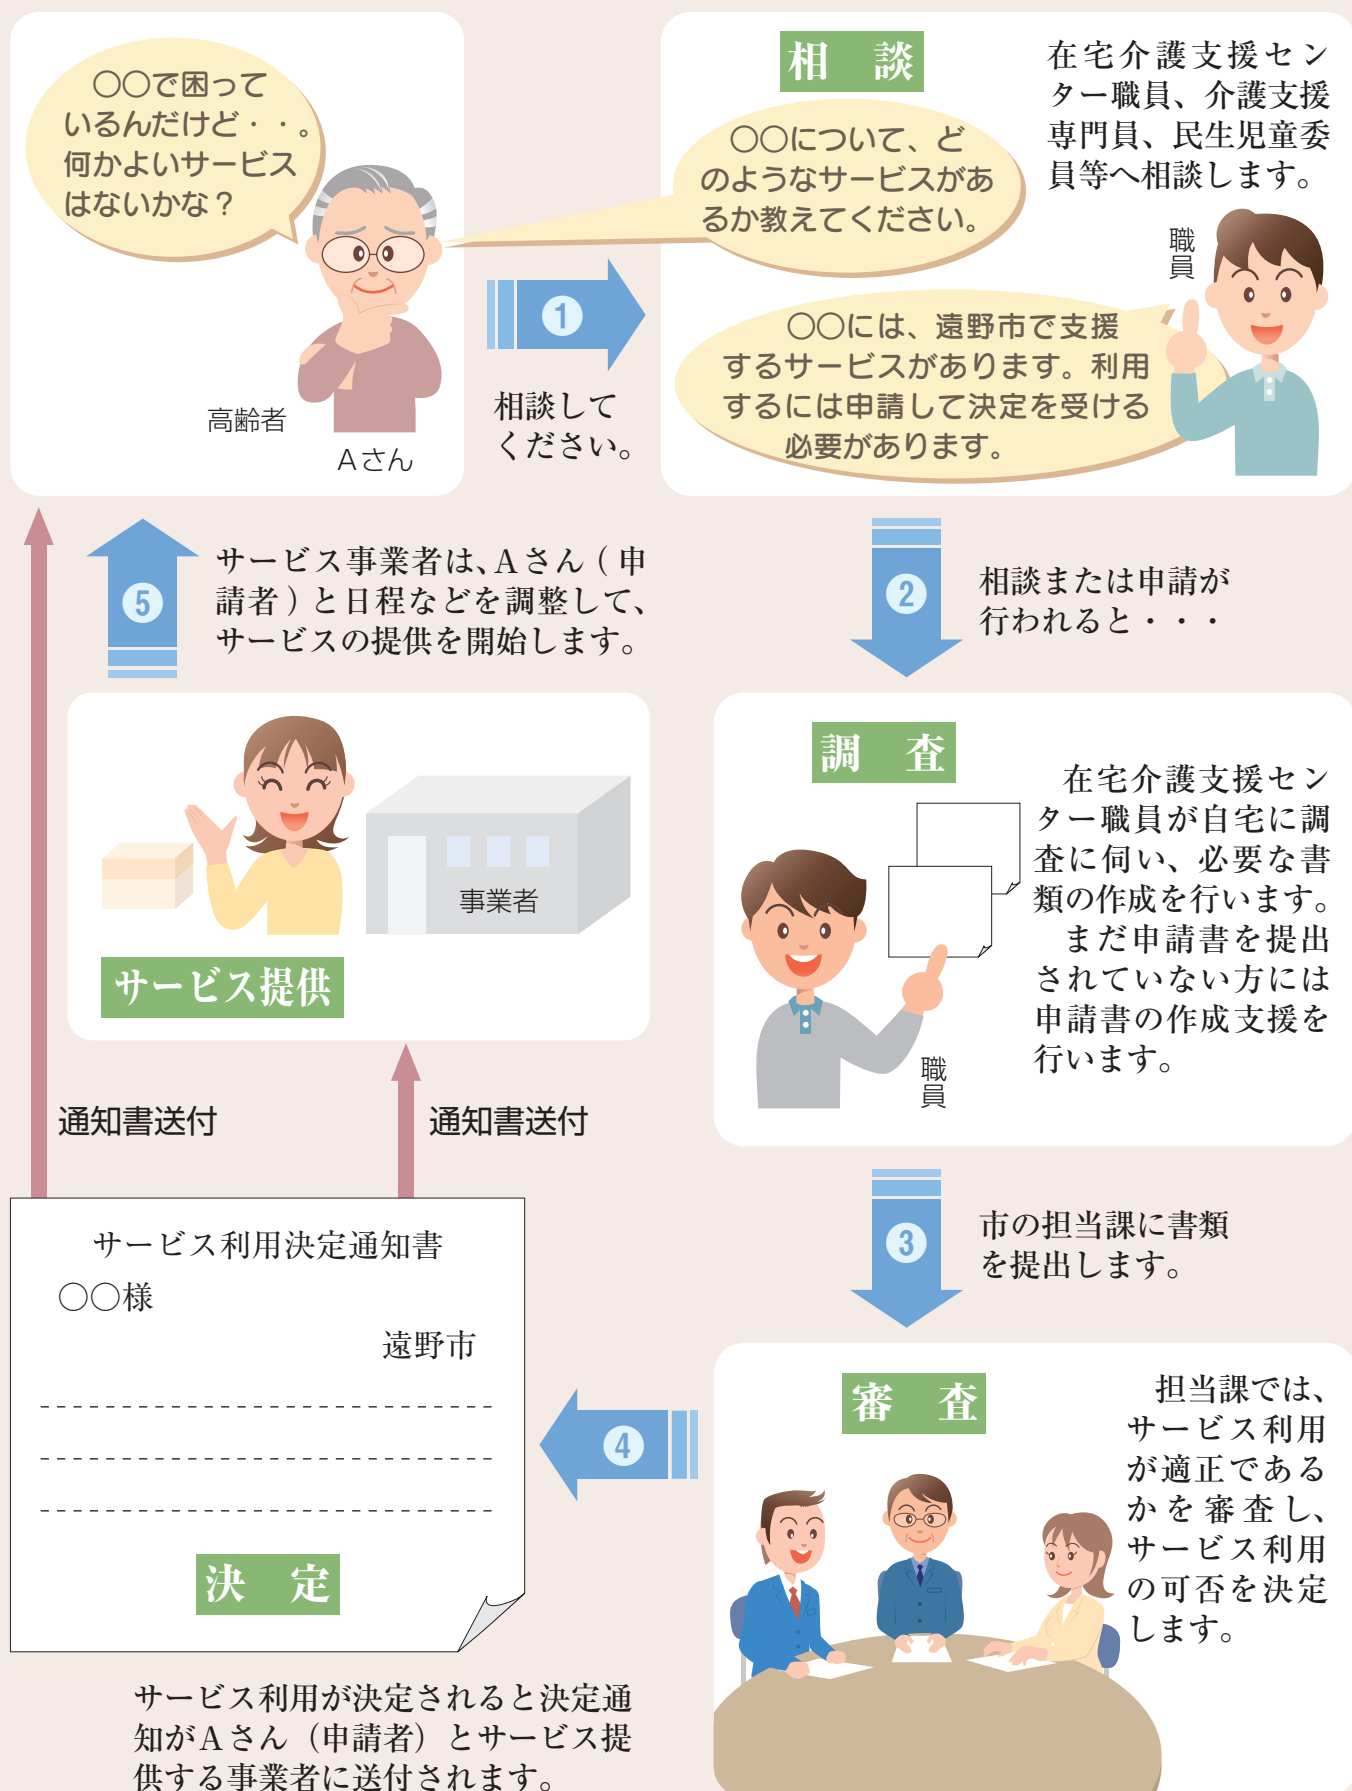 ○○で困って
いるんだけど・・。
何かよいサービス
はないかな？
高齢者
Aさん
❶
相談して
ください。
相　談
在宅介護支援セン
ター職員、介護支援
専門員、民生児童委
員等へ相談します。
○○について、ど
のようなサービスがあ
るか教えてください。
職員
○○には、遠野市で支援
するサービスがあります。利用
するには申請して決定を受ける
必要があります。
❷
相談または申請が
行われると・・・
調　査
在宅介護支援セン
ター職員が自宅に調
査に伺い、必要な書
類の作成を行います。
まだ申請書を提出
されていない方には
申請書の作成支援を
行います。
職員
❸
市の担当課に書類
を提出します。
審　査
担当課では、
サービス利用
が適正である
かを審査し、
サービス利用
の可否を決定
します。
❹
サービス利用決定通知書
○○様
遠野市
決　定
サービス利用が決定されると決定通
知がAさん（申請者）とサービス提
供する事業者に送付されます。
通知書送付
通知書送付
事業者
サービス提供
❺
サービス事業者は、Aさん（申
請者）と日程などを調整して、
サービスの提供を開始します。